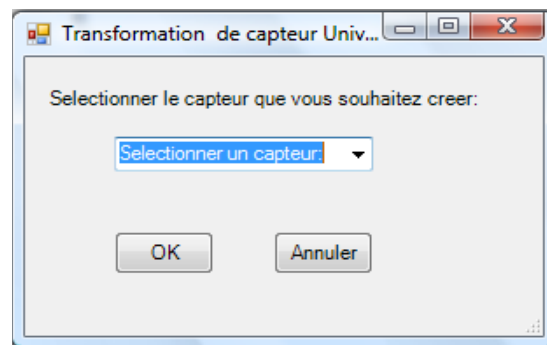 Transformation de capteur Univ...
Selectionner le capteur que vous souhaitez creer:
Selectionner un capteur:
OK
Annuler